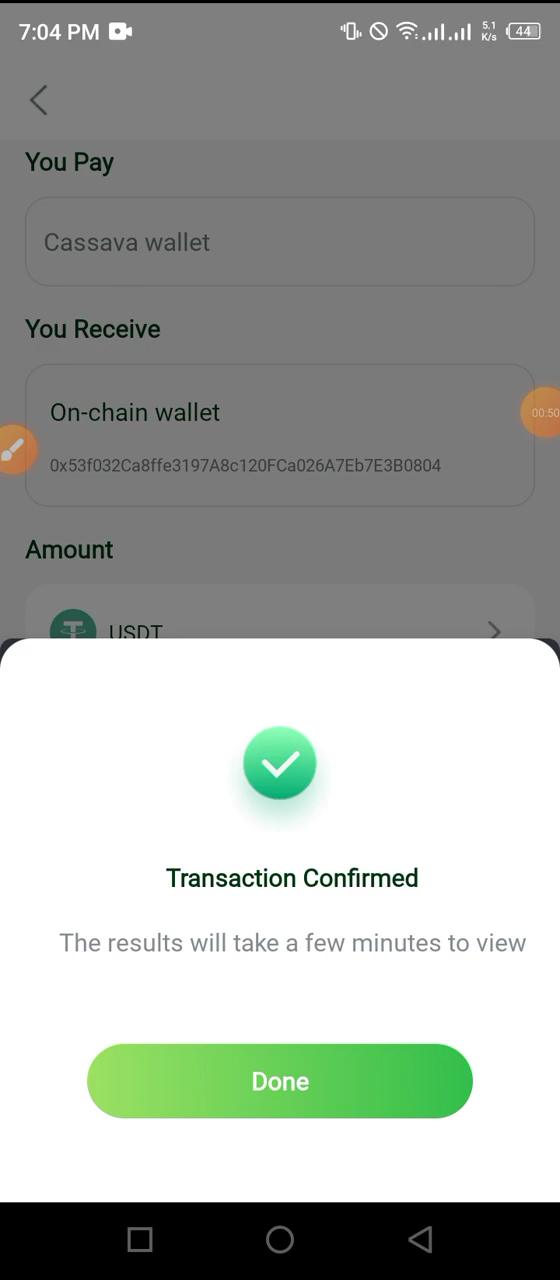 7:04 PM
5.1
K/s
44
You Pay
Cassava wallet
You Receive
On-chain wallet
00:50
0x53f032Ca8ffe3197A8c120FCa026A7Eb7E3B0804
Amount
USDT
Transaction Confirmed
The results will take a few minutes to view
Done